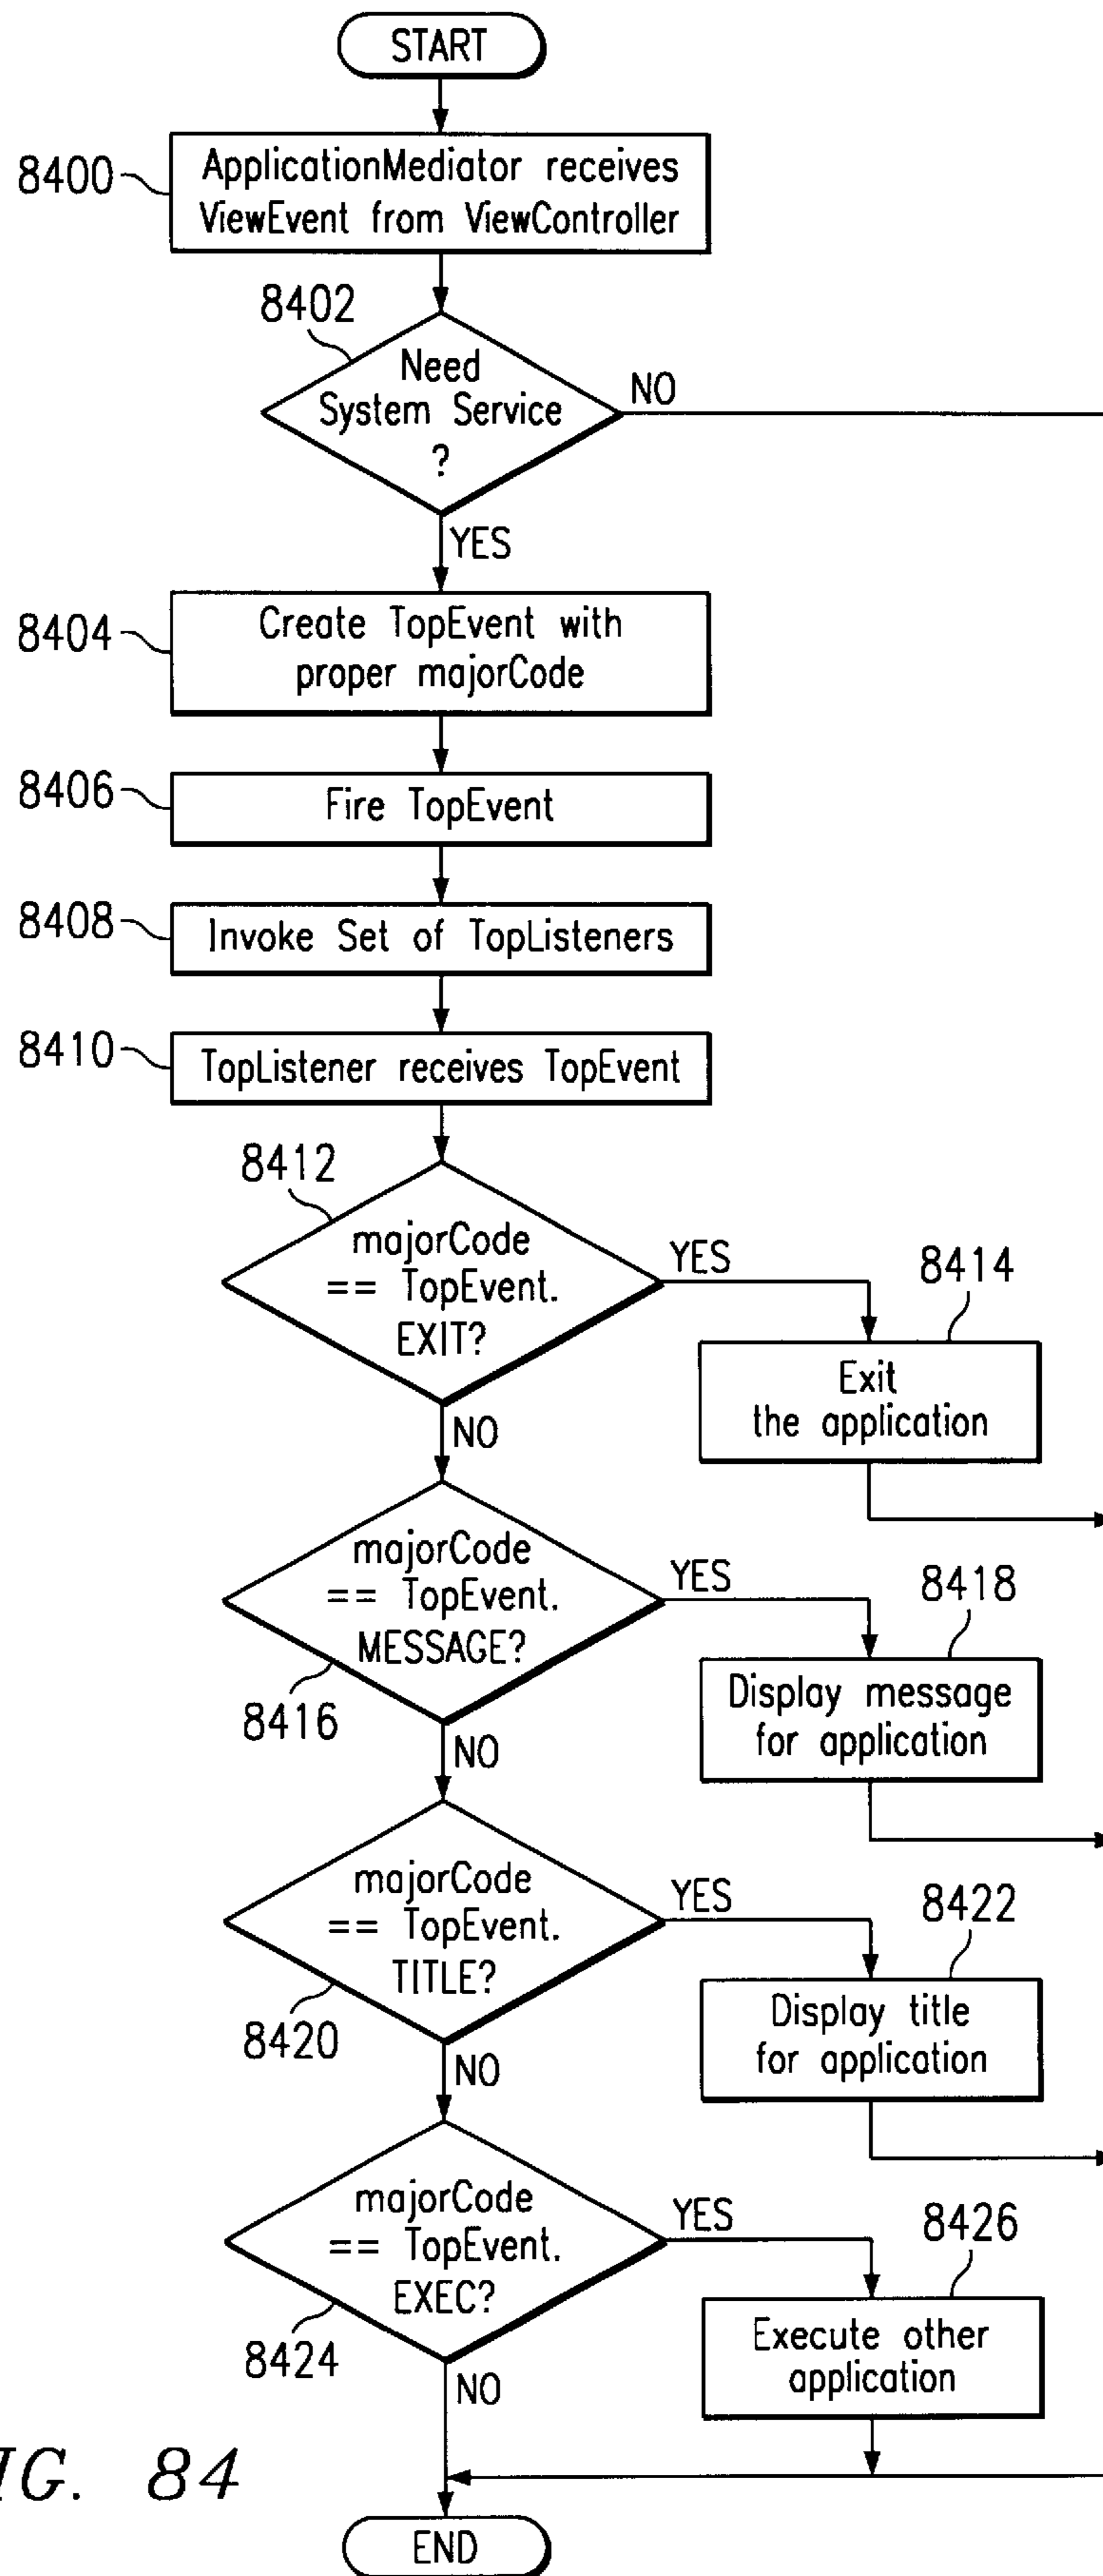 START
8400
ApplicationMediator receives
ViewEvent from ViewController
8402
Need
System Service
?
NO
YES
8404
Create TopEvent with
proper majorCode
8406
Fire TopEvent
8408
Invoke Set of TopListeners
8410
TopListener receives TopEvent
8412
majorCode
== TopEvent.
EXIT?
YES
8414
Exit
the application
NO
majorCode
== TopEvent.
MESSAGE?
8416
YES
8418
Display message
for application
NO
majorCode
== TopEvent.
TITLE?
8420
YES
8422
Display title
for application
NO
majorCode
== TopEvent.
EXEC?
8424
YES
8426
Execute other
application
NO
IG. 84
END